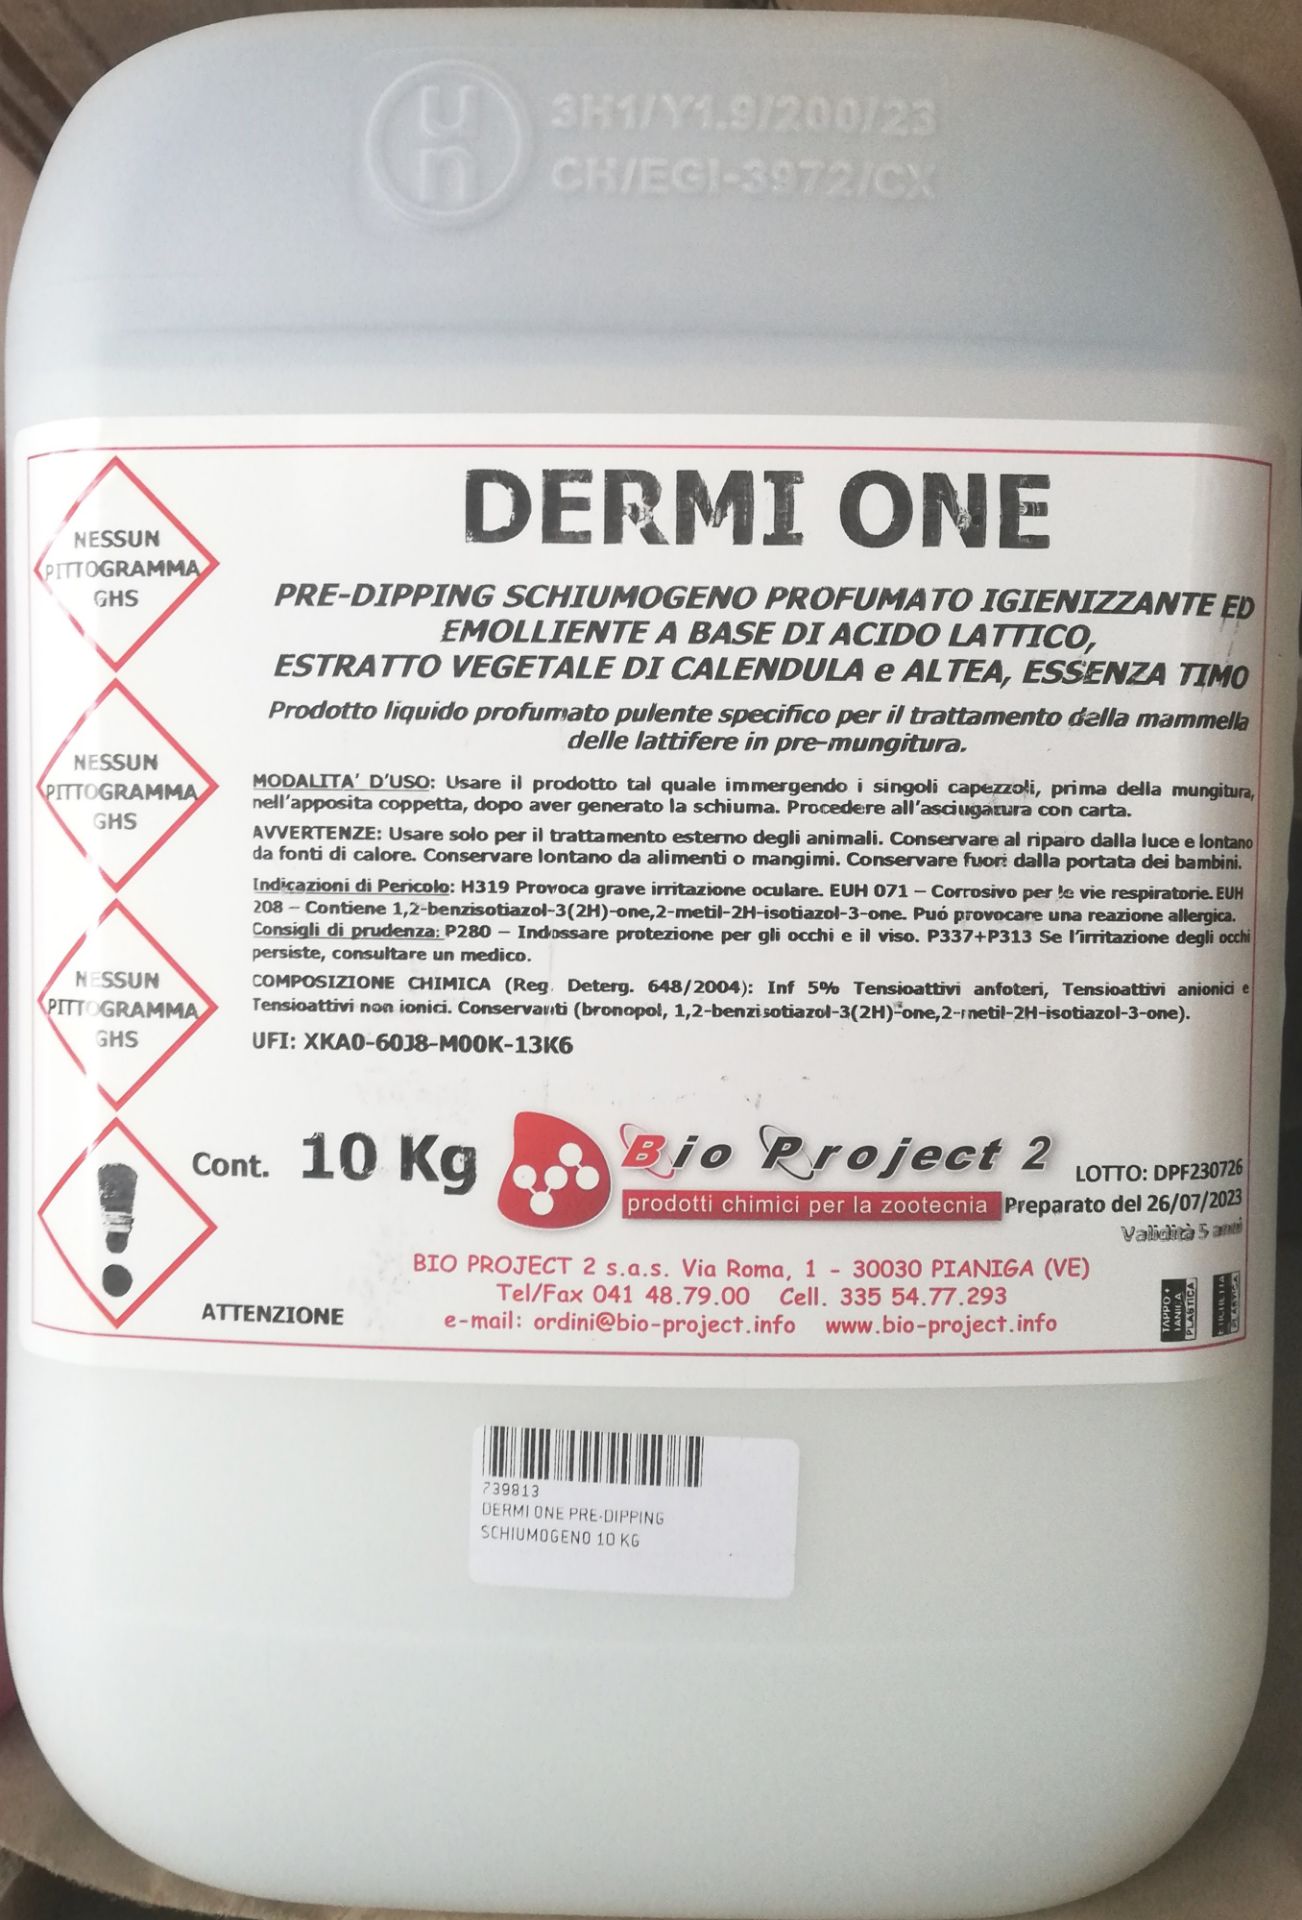 un
3H1/Y1.9/200/23
CH/EGI-3972/CX
DERMI ONE
NESSUN
PITTOGRAMMA
GHS
PRE-DIPPING SCHIUMOGENO PROFUMATO IGIENIZZANTE ED
EMOLLIENTE A BASE DI ACIDO LATTICO,
ESTRATTO VEGETALE DI CALENDULA e ALTEA, ESSENZA TIMO
Prodotto liquido profumato pulente specifico per il trattamento della mammella
delle lattifere in pre-mungitura.
NESSUN
PITTOGRAMMA
GHS
MODALITA' D'USO: Usare il prodotto tal quale immergendo i singoli capezzoli, prima della mungitura,
nell'apposita coppetta, dopo aver generato la schiuma. Procedere all'asciugatura con carta.
AVVERTENZE: Usare solo per il trattamento esterno degli animali. Conservare al riparo dalla luce e lontano
da fonti di calore. Conservare lontano da alimenti o mangimi. Conservare fuori dalla portata dei bambini.
Indicazioni di Pericolo: H319 Provoca grave irritazione oculare. EUH 071 – Corrosivo per le vie respiratorie. EUH
208 – Contiene 1,2-benzisotiazol-3(2H)-one,2-metil-2H-isotiazol-3-one. Puó provocare una reazione allergica.
Consigli di prudenza: P280 – Indossare protezione per gli occhi e il viso. P337+P313 Se l'irritazione degli occhi
persiste, consultare un medico.
NESSUN
PITTOGRAMMA
GHS
COMPOSIZIONE CHIMICA (Reg. Deterg. 648/2004): Inf 5% Tensioattivi anfoteri, Tensioattivi anionici e
Tensioattivi non ionici. Conservanti (bronopol, 1,2-benzisotiazol-3(2H)-one,2-metil-2H-isotiazol-3-one).
UFI: XKA0-60J8-M00K-13K6
Cont. 10 Kg
Bio Project 2
prodotti chimici per la zootecnia
LOTTO: DPF230726
Preparato del 26/07/2023
Validità 5 anni
BIO PROJECT 2 s.a.s. Via Roma, 1 - 30030 PIANIGA (VE)
Tel/Fax 041 48.79.00 Cell. 335 54.77.293
e-mail: ordini@bio-project.info www.bio-project.info
ATTENZIONE
TAPPO +
TANICA
PLASTICA
ETICHETTA
PLASTICA
739813
DERMI ONE PRE-DIPPING
SCHIUMOGENO 10 KG